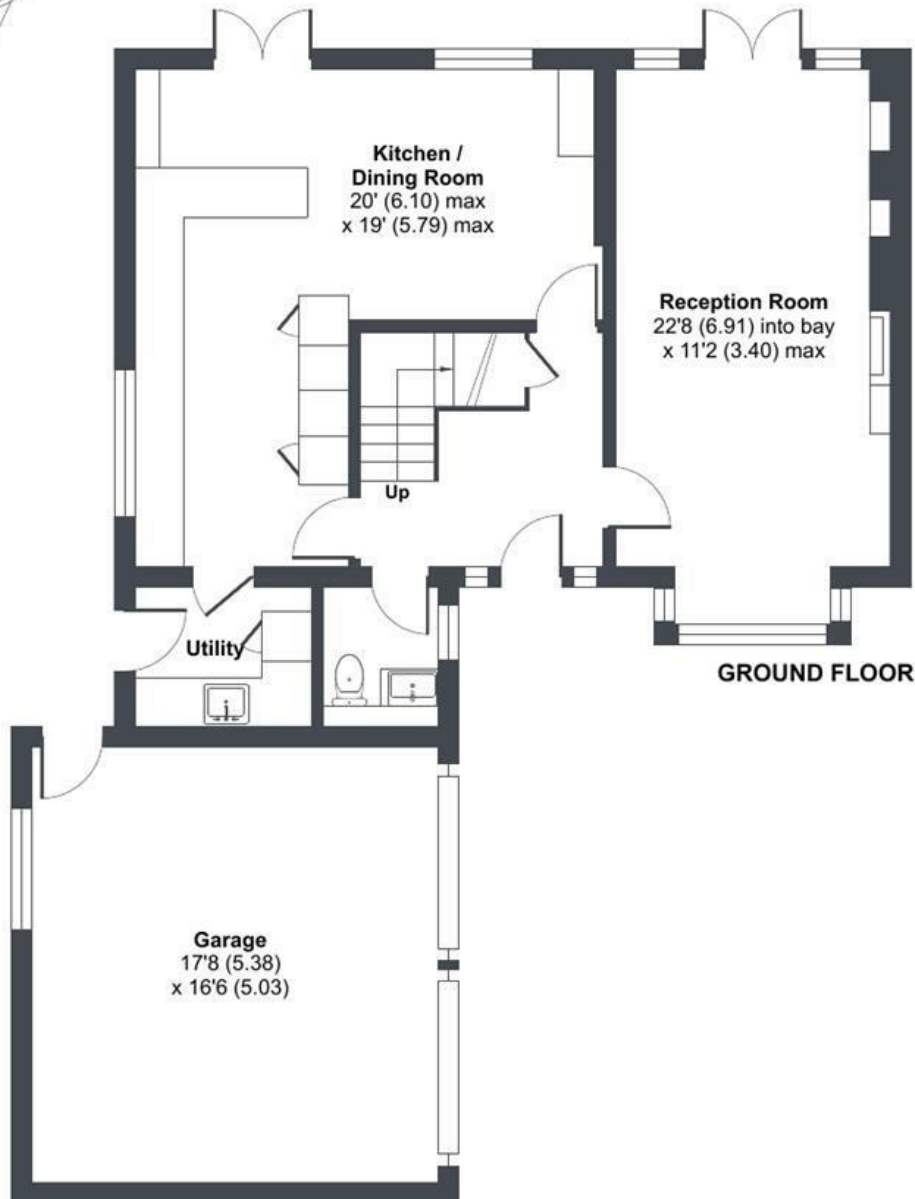 Kitchen /
Dining Room
20' (6.10) max
x 19' (5.79) max
Reception Room
22'8 (6.91) into bay
x 11'2 (3.40) max
Up
Utility
GROUND FLOOR
Garage
17'8 (5.38)
x 16'6 (5.03)